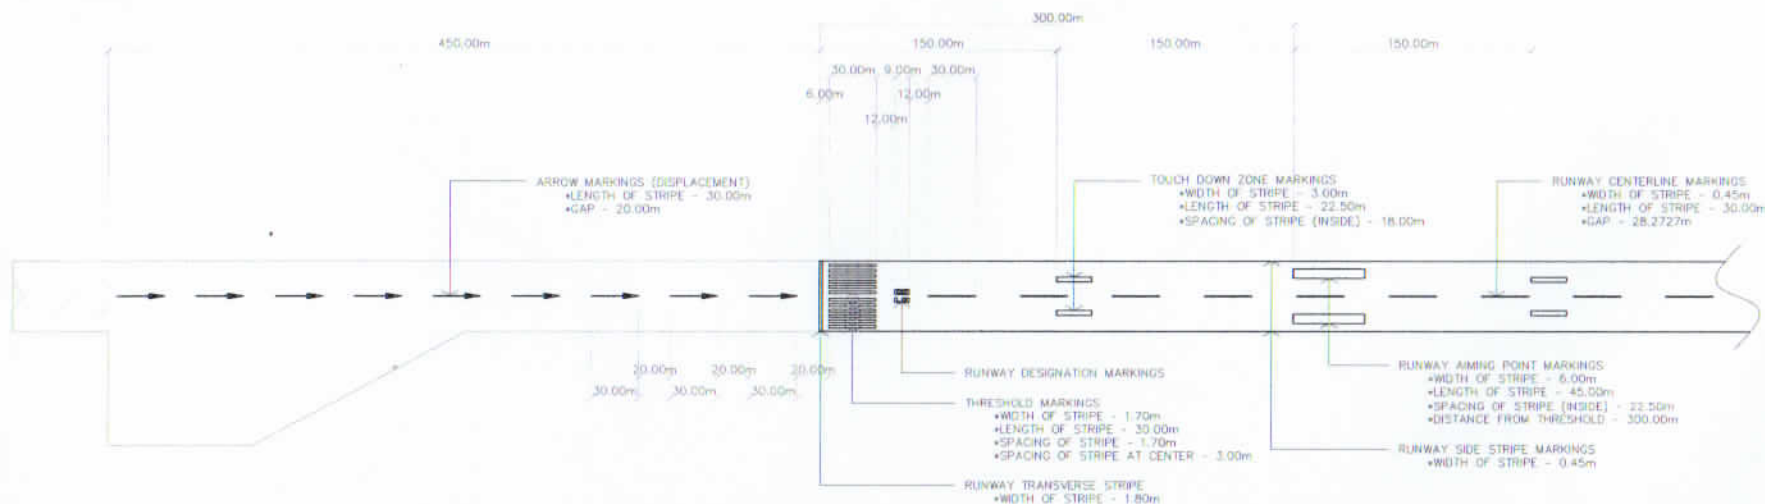 300.00m
450.00m
150.00m
150.00m
150.00m
30.00m
9.00m
30.00m
6.00m
12.00m
12.00m
ARROW MARKINGS (DISPLACEMENT)
*LENGTH OF STRIPE - 30.00m
*GAP - 20.00m
TOUCH DOWN ZONE MARKINGS
*WIDTH OF STRIPE - 3.00m
*LENGTH OF STRIPE - 22.50m
*SPACING OF STRIPE (INSIDE) - 18.00m
RUNWAY CENTERLINE MARKINGS
*WIDTH OF STRIPE - 0.45m
*LENGTH OF STRIPE - 30.00m
*GAP - 28.2727m
20.00m
20.00m
20.00m
30.00m
30.00m
30.00m
RUNWAY DESIGNATION MARKINGS
THRESHOLD MARKINGS
*WIDTH OF STRIPE - 1.70m
*LENGTH OF STRIPE - 30.00m
*SPACING OF STRIPE - 1.70m
*SPACING OF STRIPE AT CENTER - 3.00m
RUNWAY TRANSVERSE STRIPE
*WIDTH OF STRIPE - 1.80m
RUNWAY AIMING POINT MARKINGS
*WIDTH OF STRIPE - 6.00m
*LENGTH OF STRIPE - 45.00m
*SPACING OF STRIPE (INSIDE) - 22.50m
*DISTANCE FROM THRESHOLD - 300.00m
RUNWAY SIDE STRIPE MARKINGS
*WIDTH OF STRIPE - 0.45m